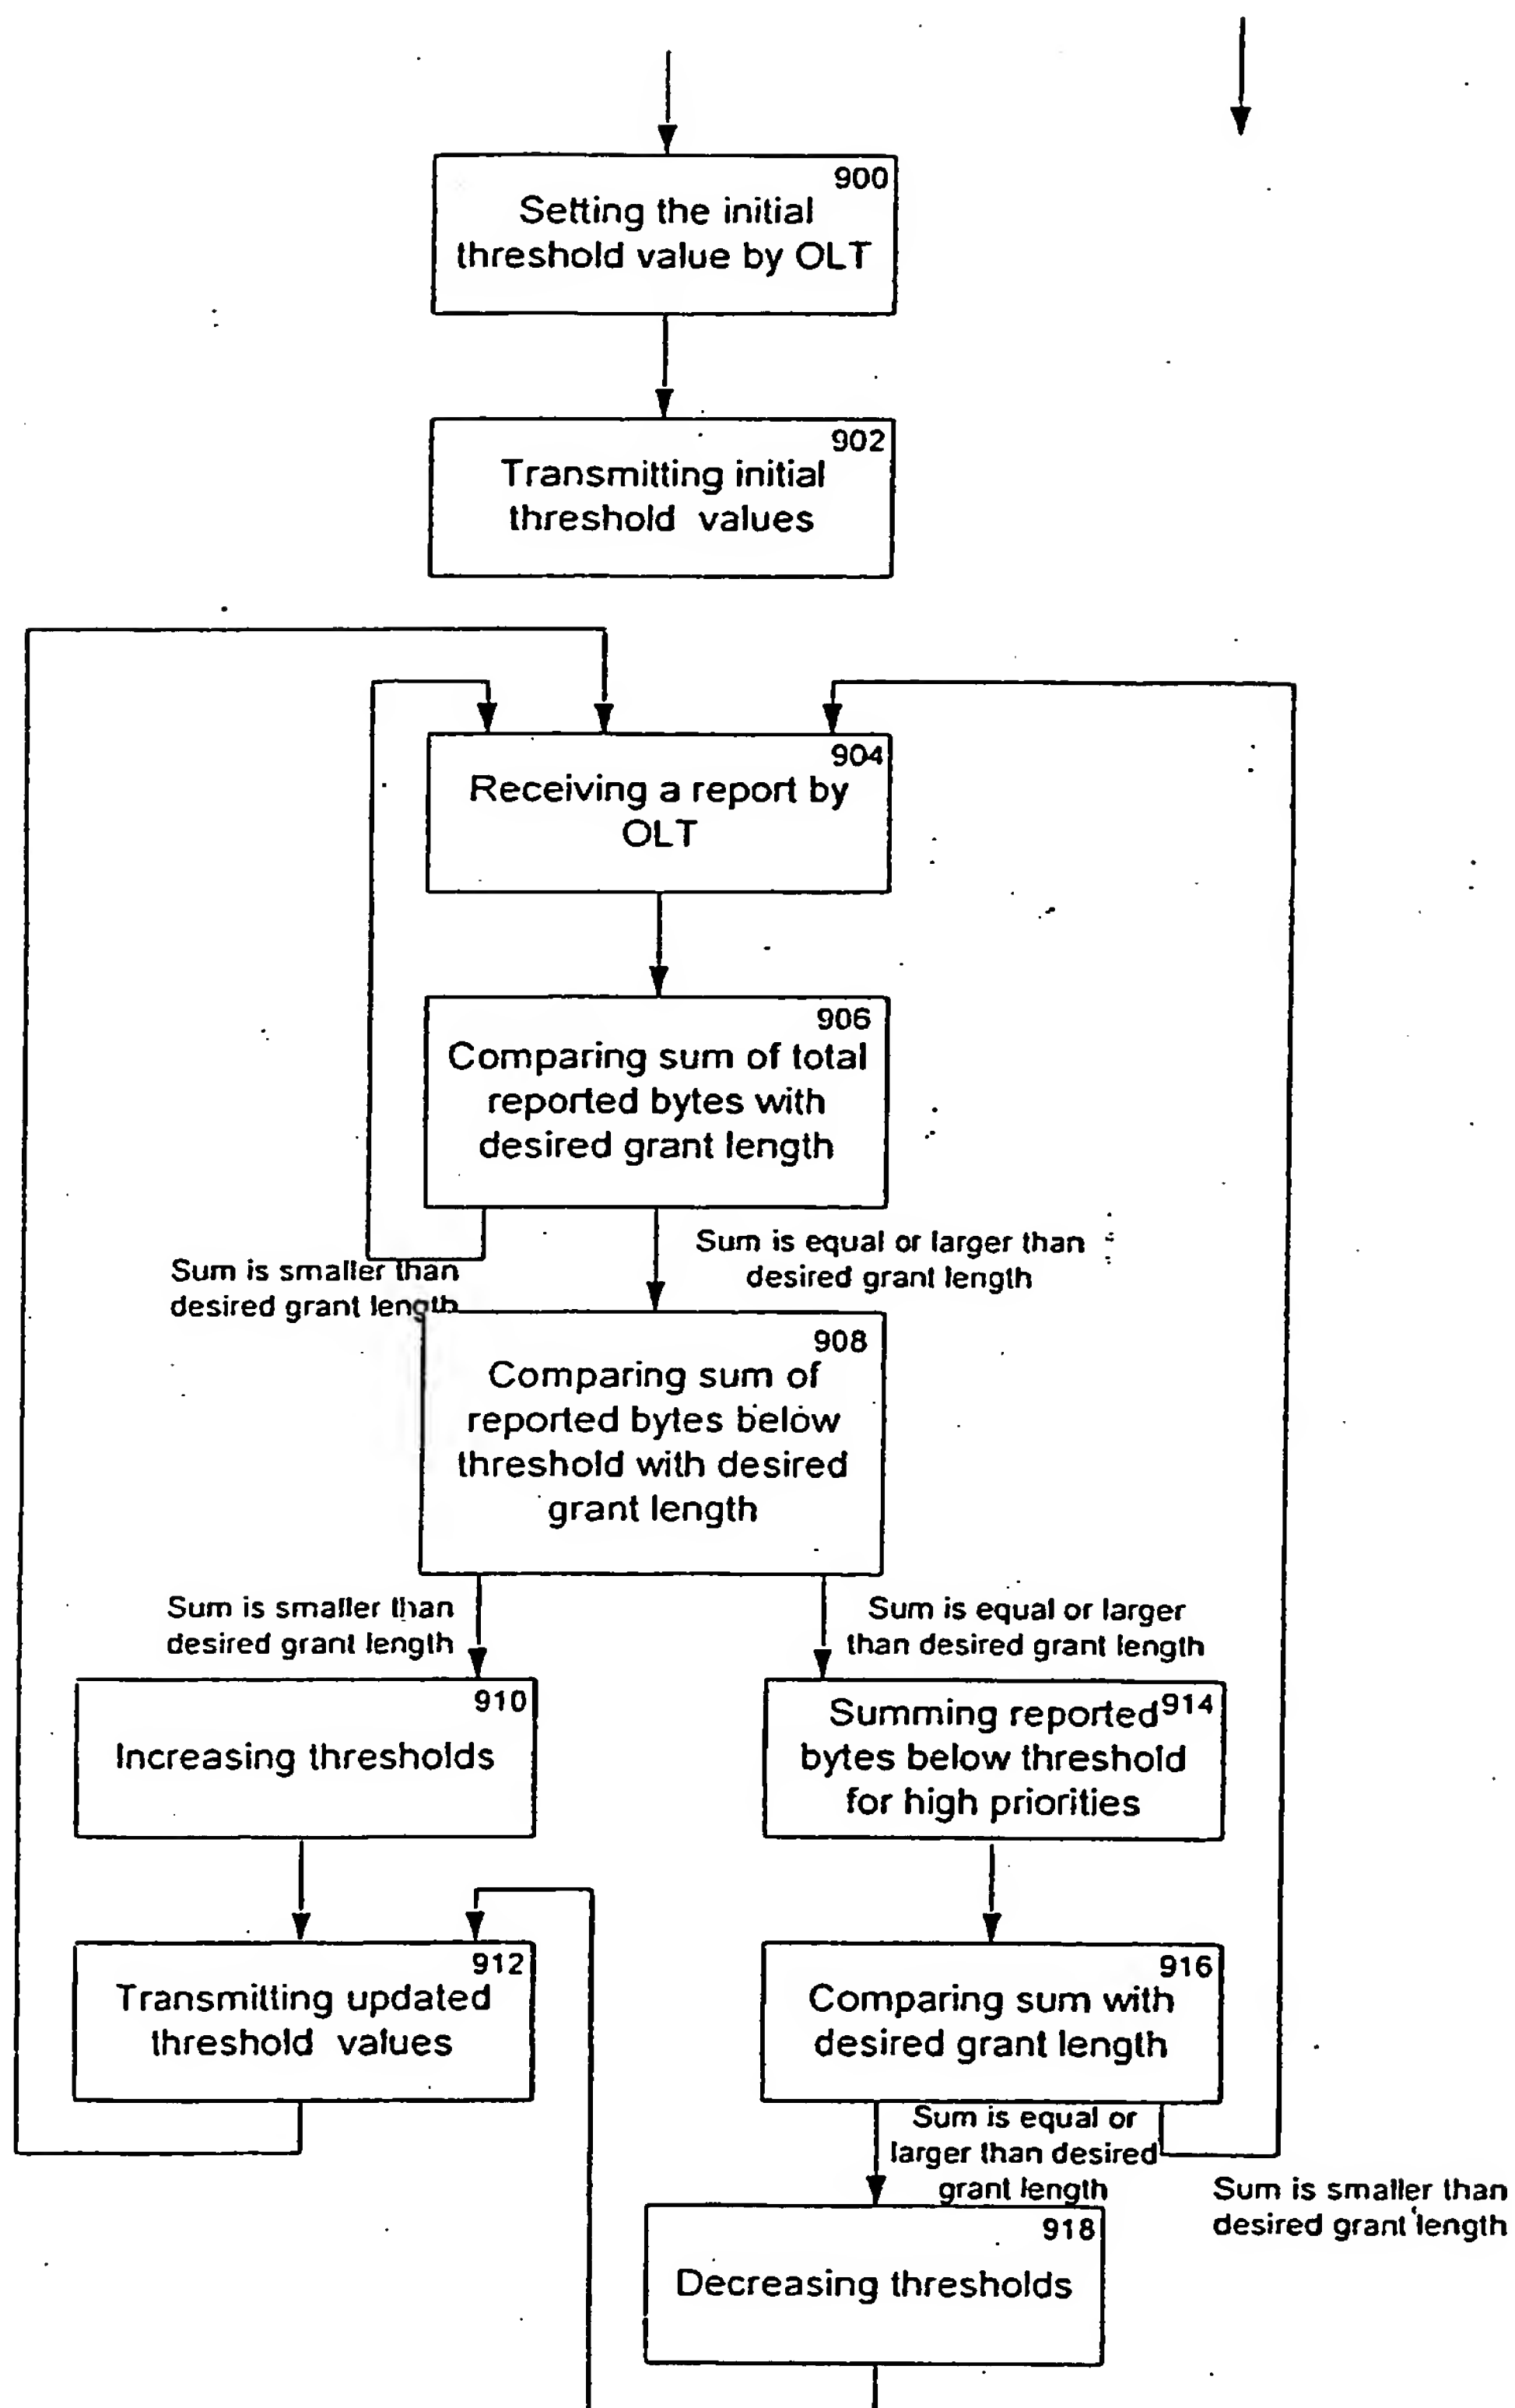 900
Setting the initial
threshold value by OLT
902
Transmitting initial
threshold values
904
Receiving a report by
OLT
906
Comparing sum of total
reported bytes with
desired grant length
Sum is equal or larger than
desired grant length
Sum is smaller than
desired grant length
908
Comparing sum of
reported bytes below
threshold with desired
grant length
Sum is smaller than
desired grant length
Sum is equal or larger
than desired grant length
910
Increasing thresholds
914
Summing reported
bytes below threshold
for high priorities
912
Transmitting updated
threshold values
916
Comparing sum with
desired grant length
Sum is equal or
larger than desired
grant length
Sum is smaller than
desired grant length
918
Decreasing thresholds